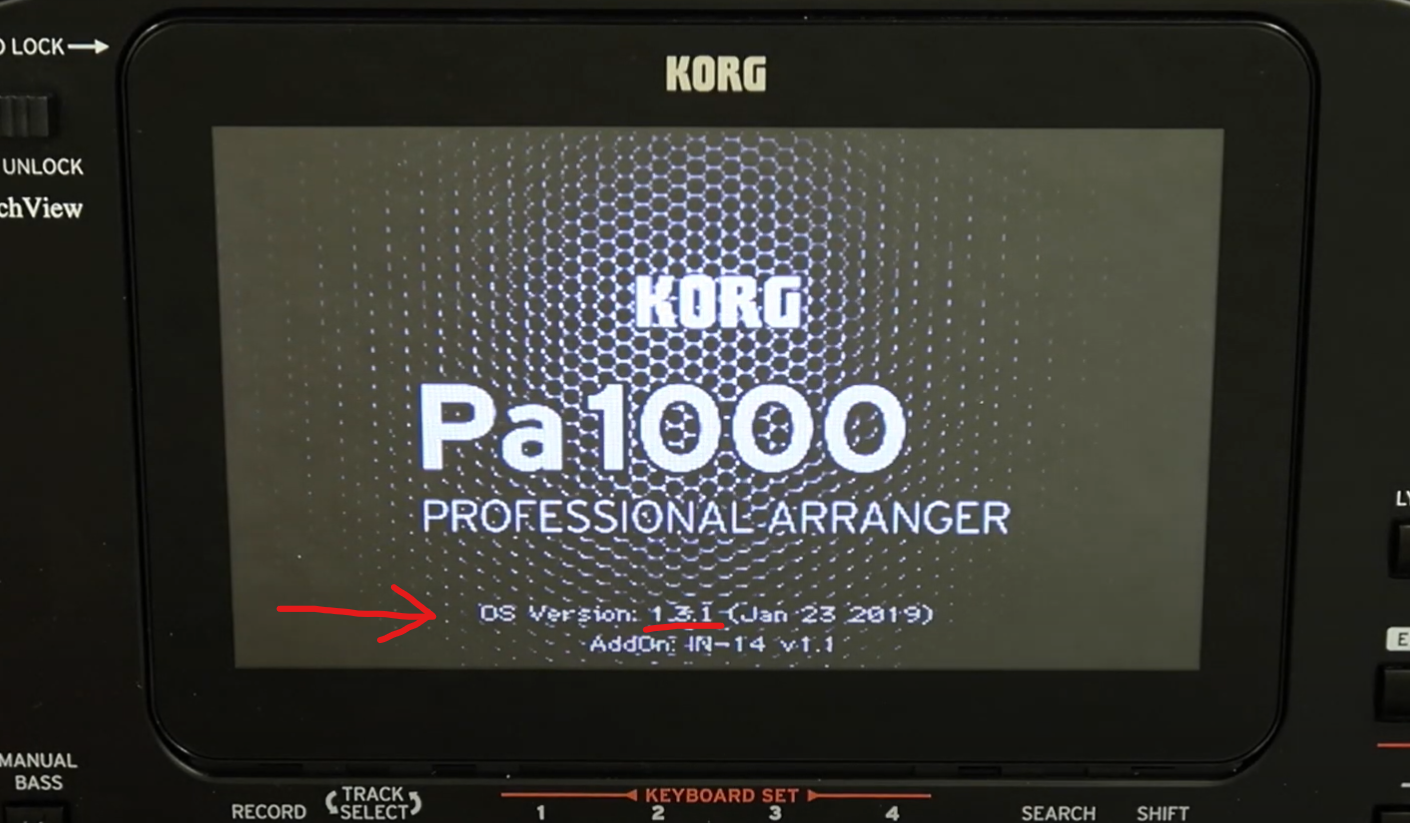 LOCK
KORG
UNLOCK
chView
KORG
Pa1000
PROFESSIONAL ARRANGER
OS Version: 1.3.1 (Jan 23 2019)
AddOn: IN-14 v1.1
MANUAL
BASS
RECORD
TRACK
SELECT
KEYBOARD SET
1 2 3 4
SEARCH
SHIFT